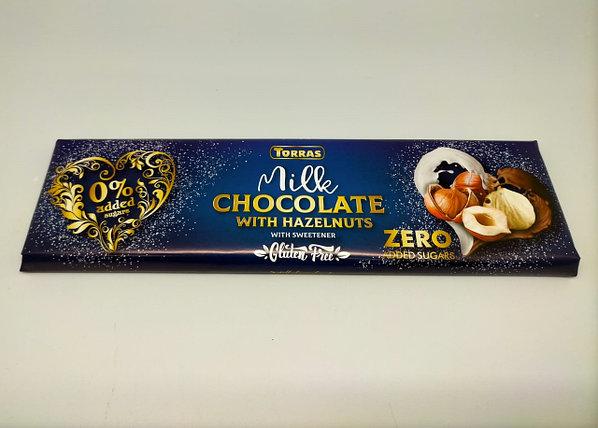 TORRAS
Milk
CHOCOLATE
WITH HAZELNUTS
WITH SWEETENER
Gluten Free
0%
added
sugars
ZERO
ADDED SUGARS